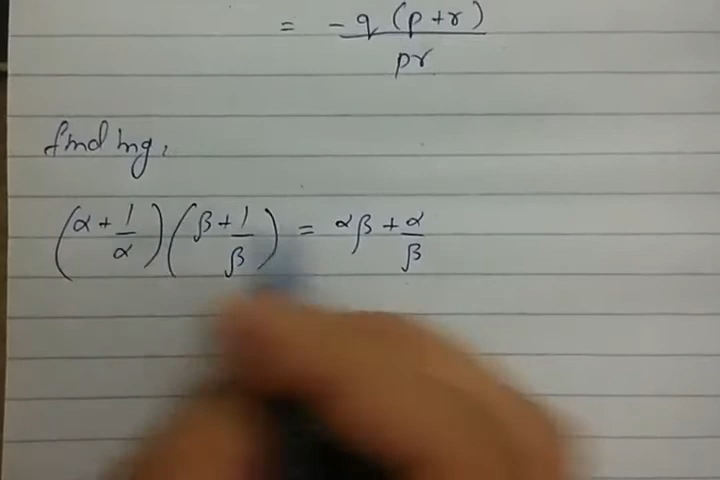 = -q (p+r) / pr
finding,
(α + 1/α) (β + 1/β) = αβ + α/β